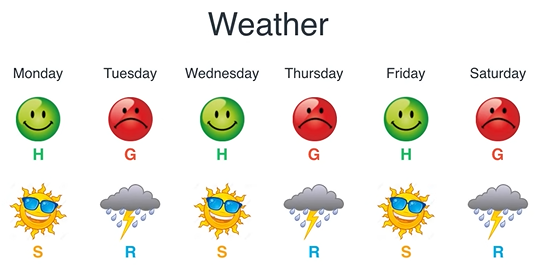 Weather
Monday Tuesday Wednesday Thursday Friday Saturday
H G H G H G
S R S R S R